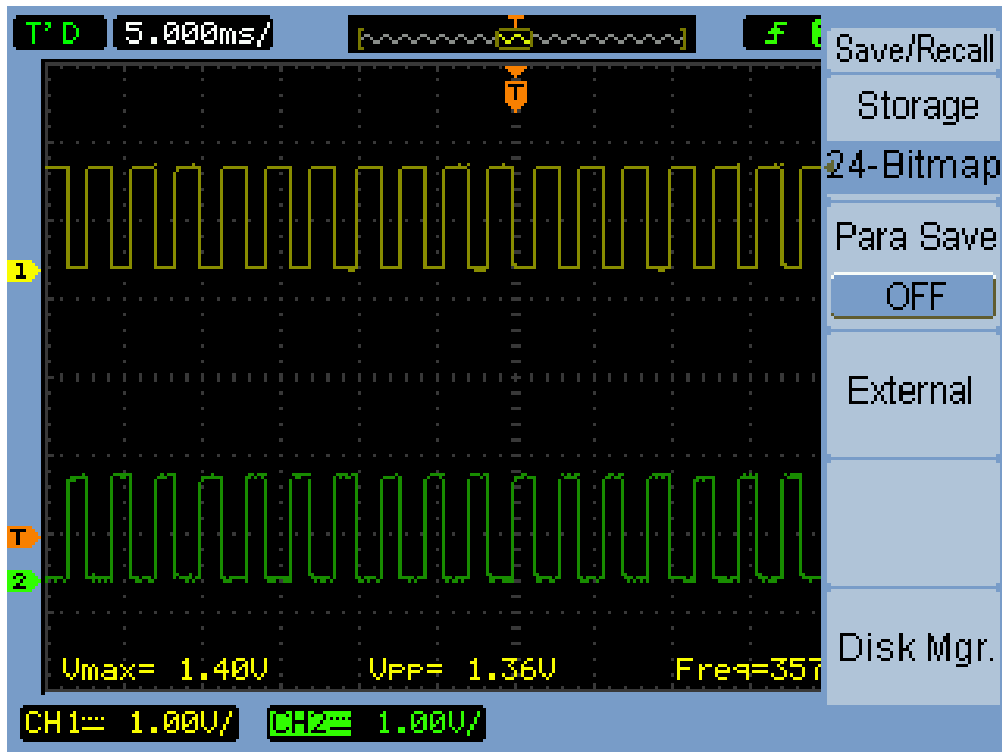 T'D 5.000ms/
T
Save/Recall
Storage
T
24-Bitmap
Para Save
1
OFF
External
T
2
Disk Mgr.
Vmax= 1.40V Vpp= 1.36V Freq=357
CH1 1.00V/ CH2 1.00V/